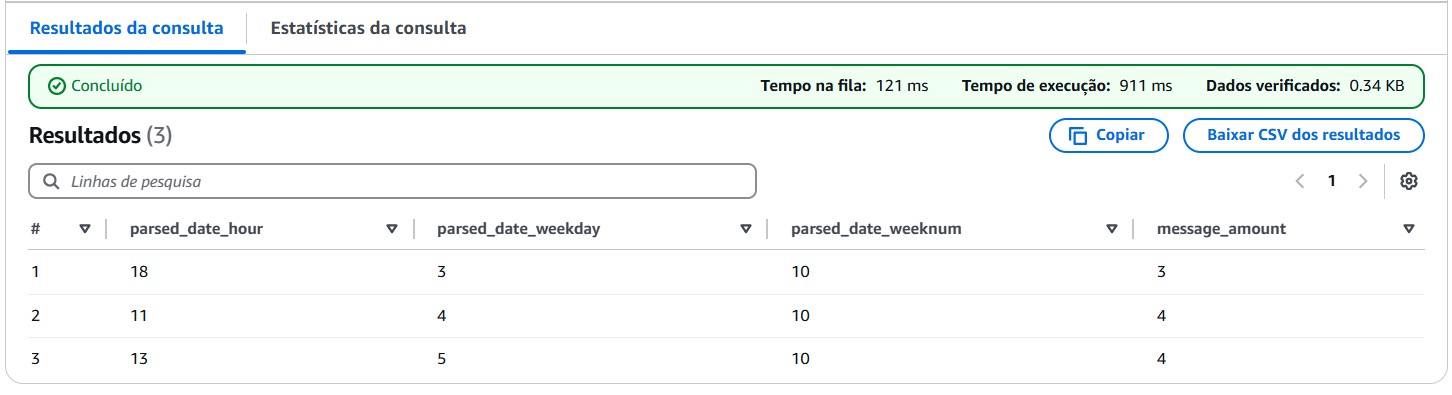 Resultados da consulta Estatísticas da consulta
Concluído Tempo na fila: 121 ms Tempo de execução: 911 ms Dados verificados: 0.34 KB
Resultados (3) Copiar Baixar CSV dos resultados
Linhas de pesquisa 1
# parsed_date_hour parsed_date_weekday parsed_date_weeknum message_amount
1 18 3 10 3
2 11 4 10 4
3 13 5 10 4